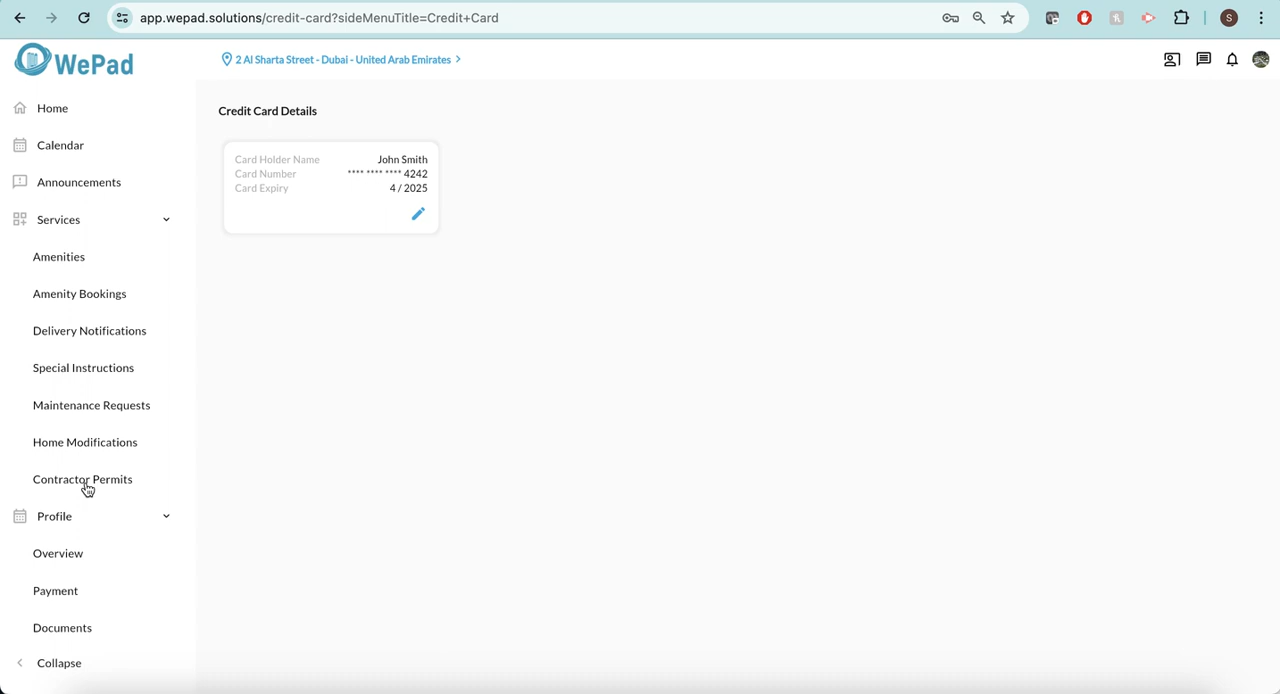 app.wepad.solutions/credit-card?sideMenuTitle=Credit+Card
S
WePad
2 Al Sharta Street - Dubai - United Arab Emirates
Home
Calendar
Announcements
Services
Amenities
Amenity Bookings
Delivery Notifications
Special Instructions
Maintenance Requests
Home Modifications
Contractor Permits
Profile
Overview
Payment
Documents
Collapse
Credit Card Details
Card Holder Name John Smith
Card Number **** **** **** 4242
Card Expiry 4 / 2025